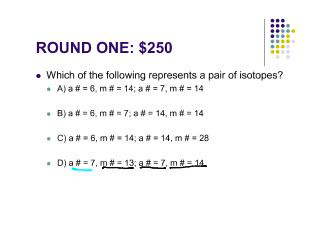 ROUND ONE: $250
Which of the following represents a pair of isotopes?
A) a # = 6, m # = 14; a # = 7, m # = 14
B) a # = 6, m # = 7; a # = 14, m # = 14
C) a # = 6, m # = 14; a # = 14, m # = 28
D) a # = 7, m # = 13; a # = 7, m # = 14